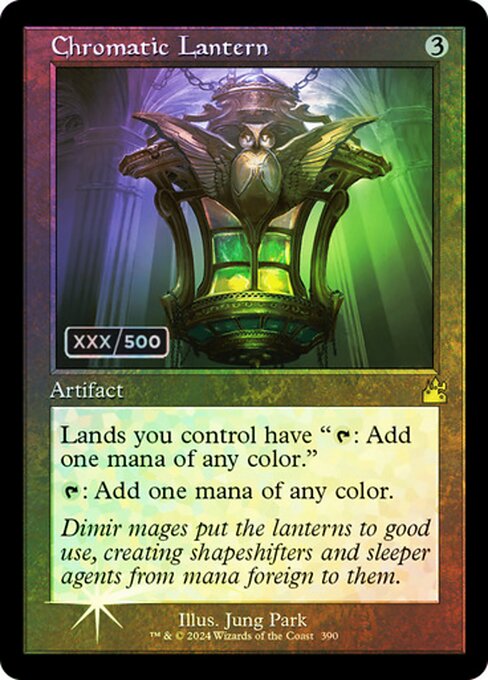 Chromatic Lantern 3
XXX/500
Artifact
Lands you control have “: Add
one mana of any color.”
: Add one mana of any color.
Dimir mages put the lanterns to good
use, creating shapeshifters and sleeper
agents from mana foreign to them.
Illus. Jung Park
™ & © 2024 Wizards of the Coast 390